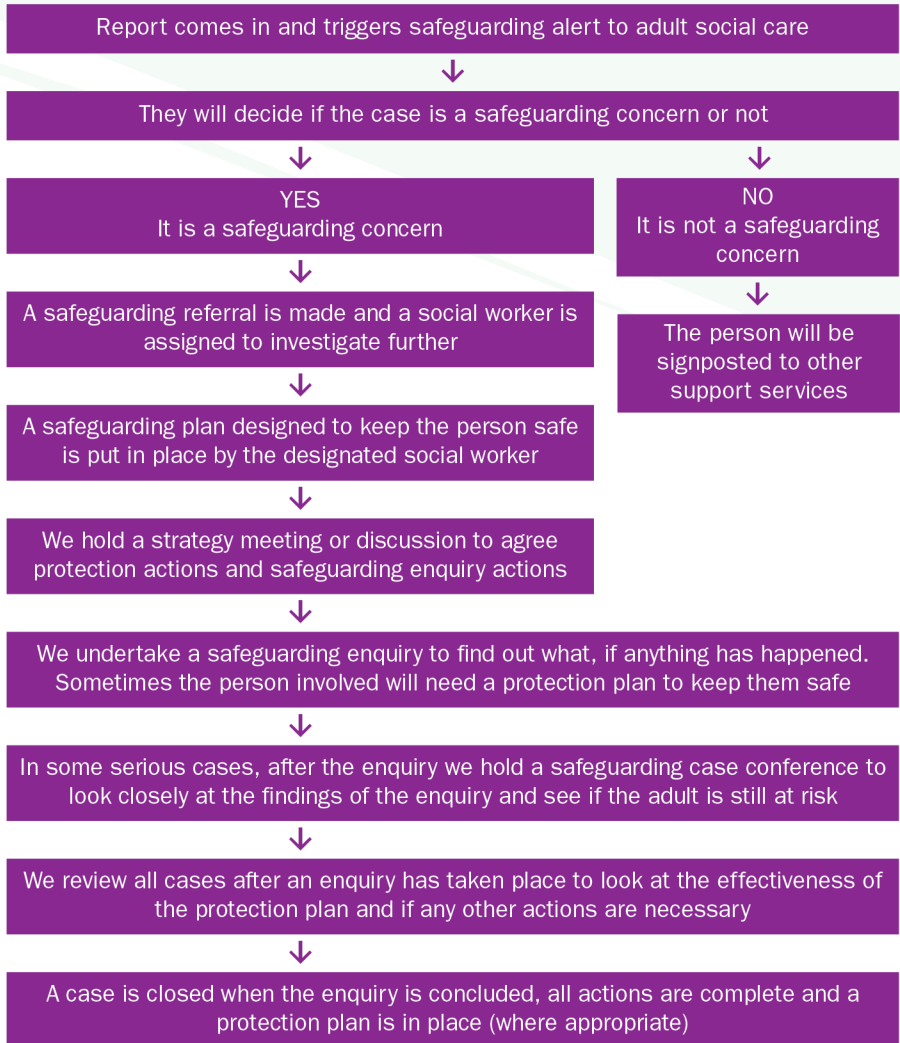 Report comes in and triggers safeguarding alert to adult social care
They will decide if the case is a safeguarding concern or not
YES
It is a safeguarding concern
NO
It is not a safeguarding
concern
A safeguarding referral is made and a social worker is
assigned to investigate further
The person will be
signposted to other
support services
A safeguarding plan designed to keep the person safe
is put in place by the designated social worker
We hold a strategy meeting or discussion to agree
protection actions and safeguarding enquiry actions
We undertake a safeguarding enquiry to find out what, if anything has happened.
Sometimes the person involved will need a protection plan to keep them safe
In some serious cases, after the enquiry we hold a safeguarding case conference to
look closely at the findings of the enquiry and see if the adult is still at risk
We review all cases after an enquiry has taken place to look at the effectiveness of
the protection plan and if any other actions are necessary
A case is closed when the enquiry is concluded, all actions are complete and a
protection plan is in place (where appropriate)